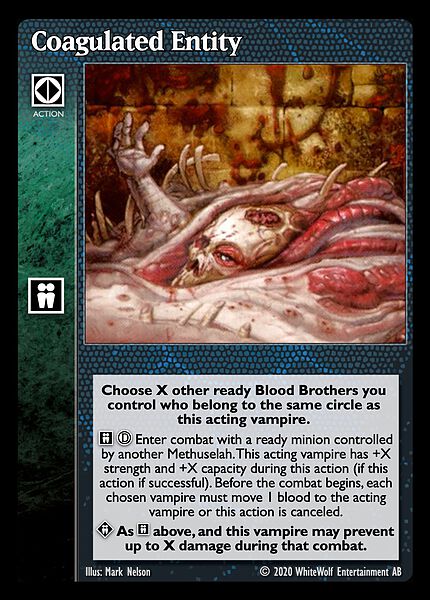 Coagulated Entity
ACTION
Choose X other ready Blood Brothers you
control who belong to the same circle as
this acting vampire.
D Enter combat with a ready minion controlled
by another Methuselah. This acting vampire has +X
strength and +X capacity during this action (if this
action if successful). Before the combat begins, each
chosen vampire must move 1 blood to the acting
vampire or this action is canceled.
As above, and this vampire may prevent
up to X damage during that combat.
Illus: Mark Nelson
© 2020 WhiteWolf Entertainment AB